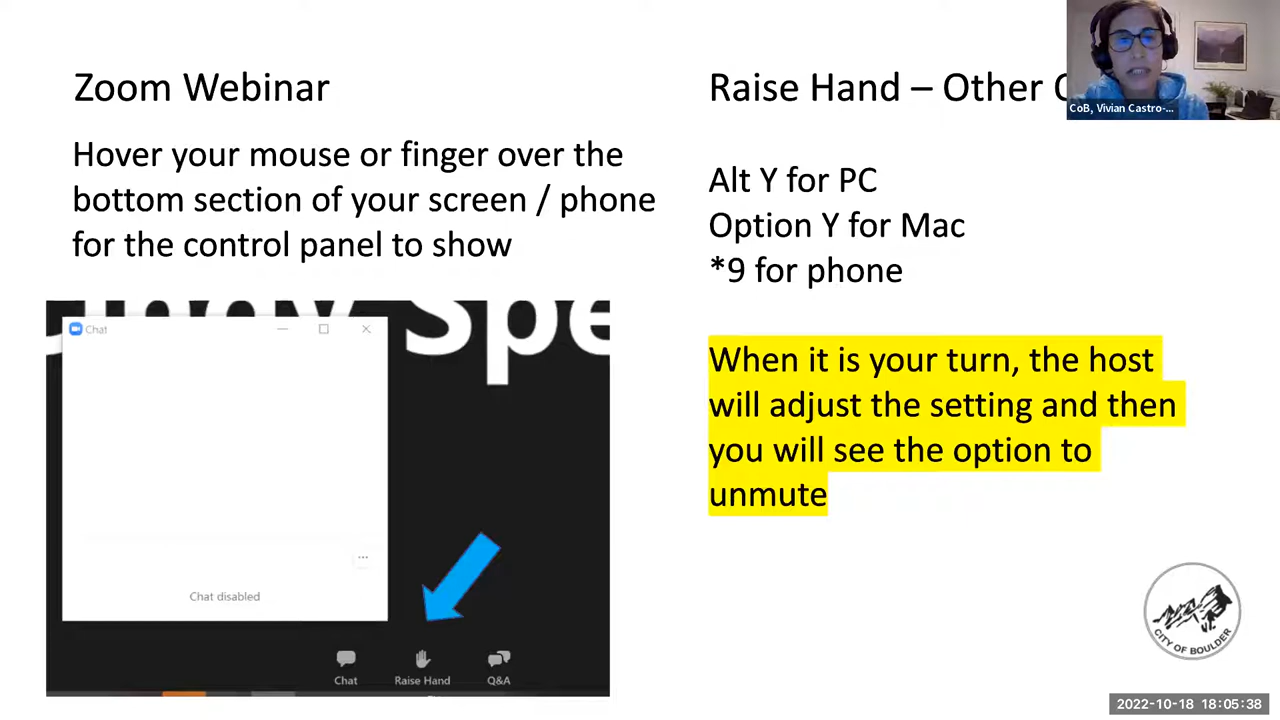 Zoom Webinar
Hover your mouse or finger over the
bottom section of your screen / phone
for the control panel to show
unny Spe
Chat
Chat disabled
Chat
Raise Hand
Q&A
Raise Hand – Other
CoB, Vivian Castro-...
Alt Y for PC
Option Y for Mac
*9 for phone
When it is your turn, the host
will adjust the setting and then
you will see the option to
unmute
CITY OF BOULDER
2022-10-18 18:05:38